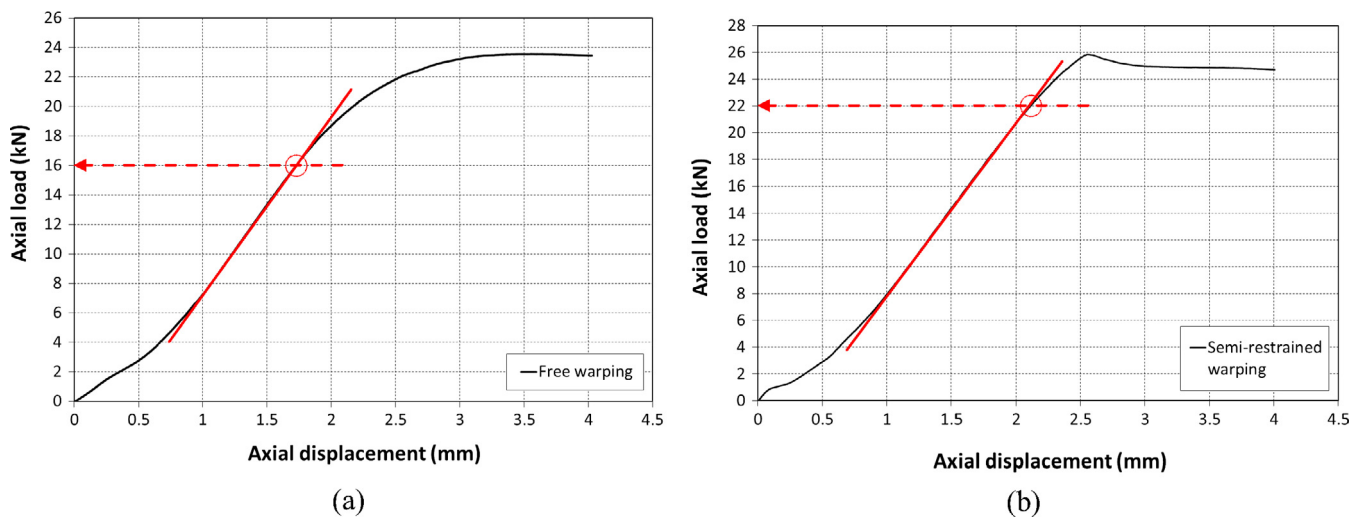 26
24
22
20
18
16
14
12
10
8
6
4
2
0
Axial load (kN)
Free warping
0 0.5 1 1.5 2 2.5 3 3.5 4 4.5
Axial displacement (mm)
(a)
28
26
24
22
20
18
16
14
12
10
8
6
4
2
0
Axial load (kN)
Semi-restrained
warping
0 0.5 1 1.5 2 2.5 3 3.5 4 4.5
Axial displacement (mm)
(b)